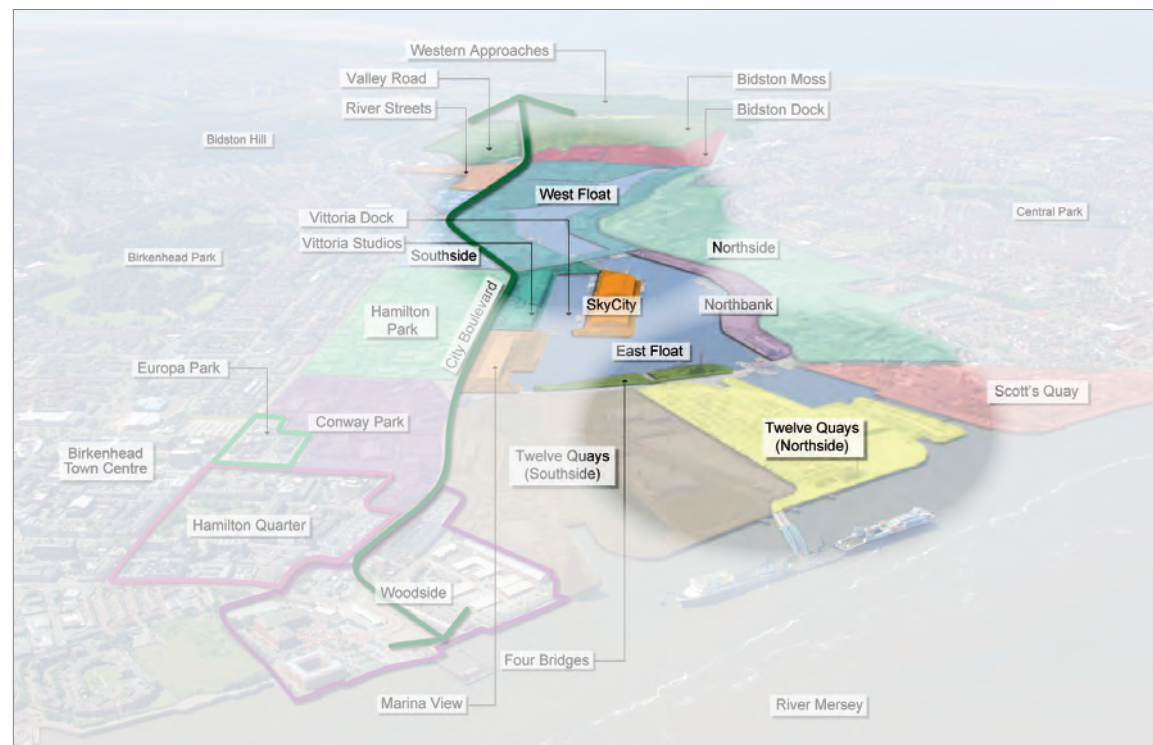 Western Approaches
Valley Road
Bidston Moss
River Streets
Bidston Dock
Bidston Hill
West Float
Vittoria Dock
Central Park
Vittoria Studios
Northside
Southside
Birkenhead Park
SkyCity
Northbank
Hamilton
Park
City Boulevard
East Float
Europa Park
Scott's Quay
Conway Park
Twelve Quays
(Northside)
Birkenhead
Town Centre
Twelve Quays
(Southside)
Hamilton Quarter
Woodside
Four Bridges
Marina View
River Mersey